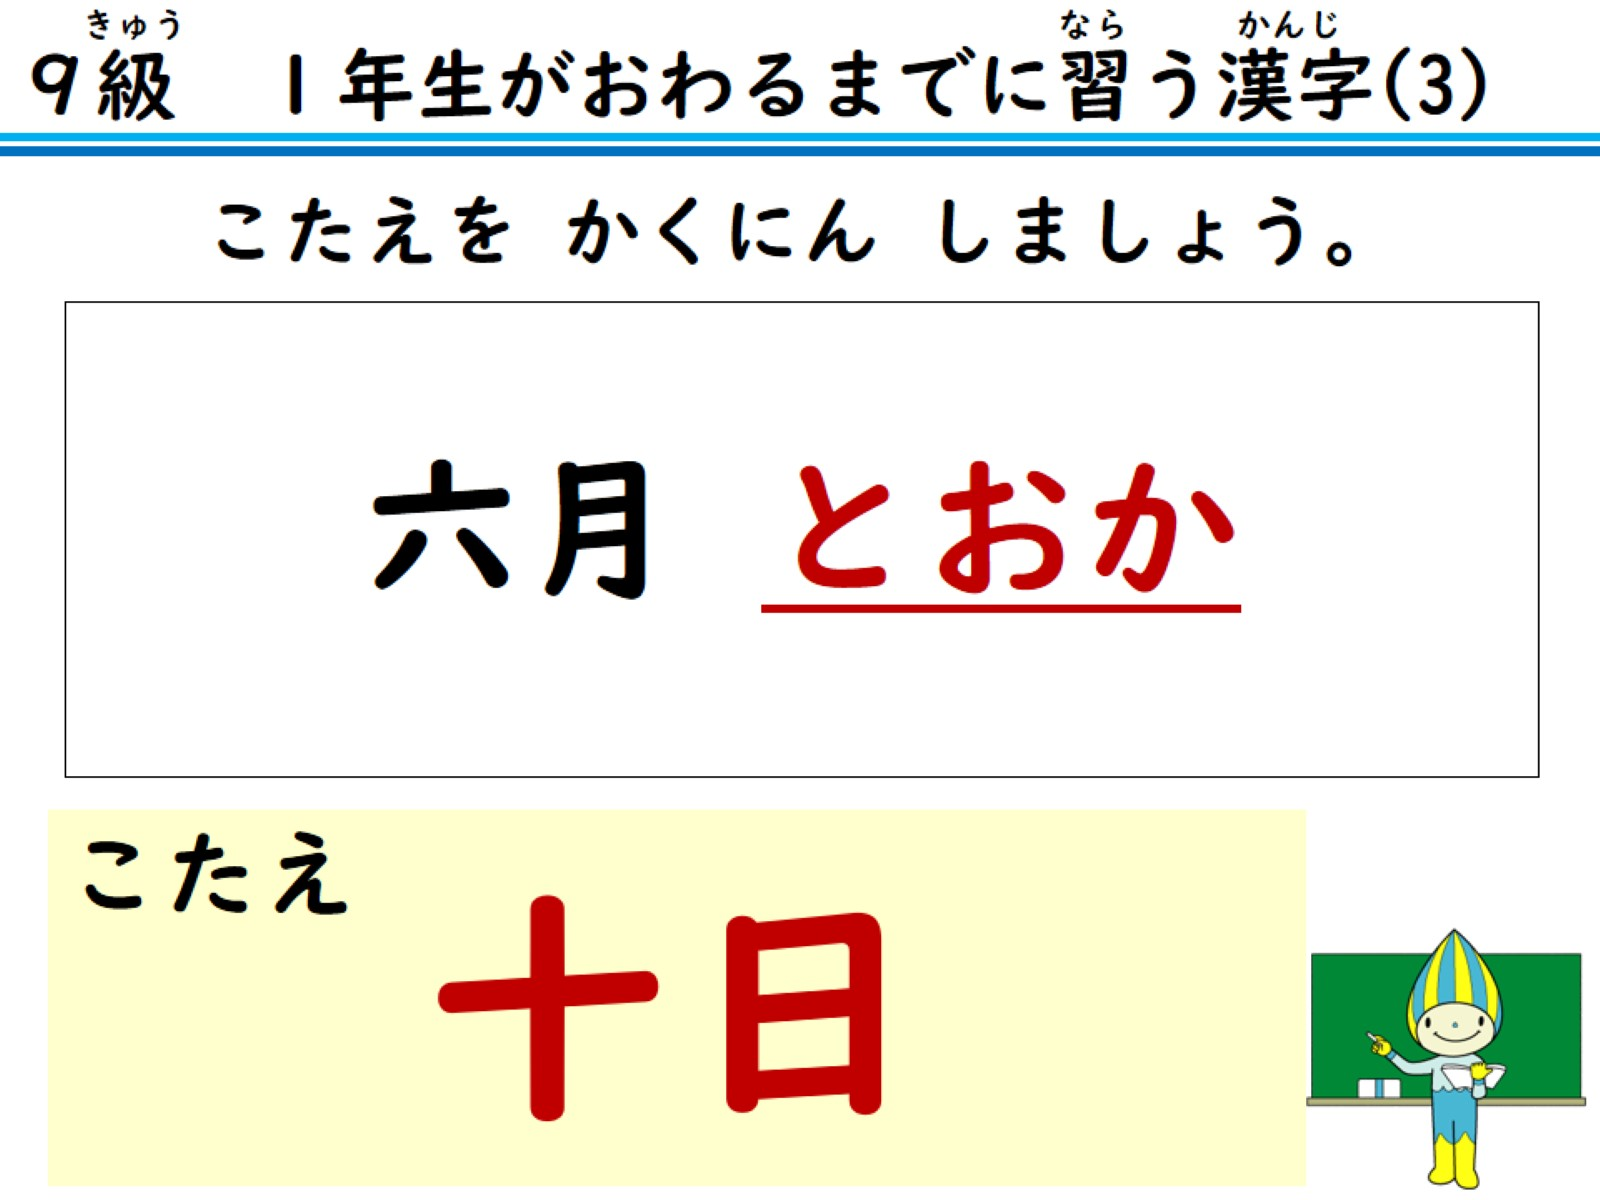 きゅう なら かんじ
９級　１年生がおわるまでに習う漢字(3)
こたえを かくにん しましょう。
六月 とおか
こたえ
十日